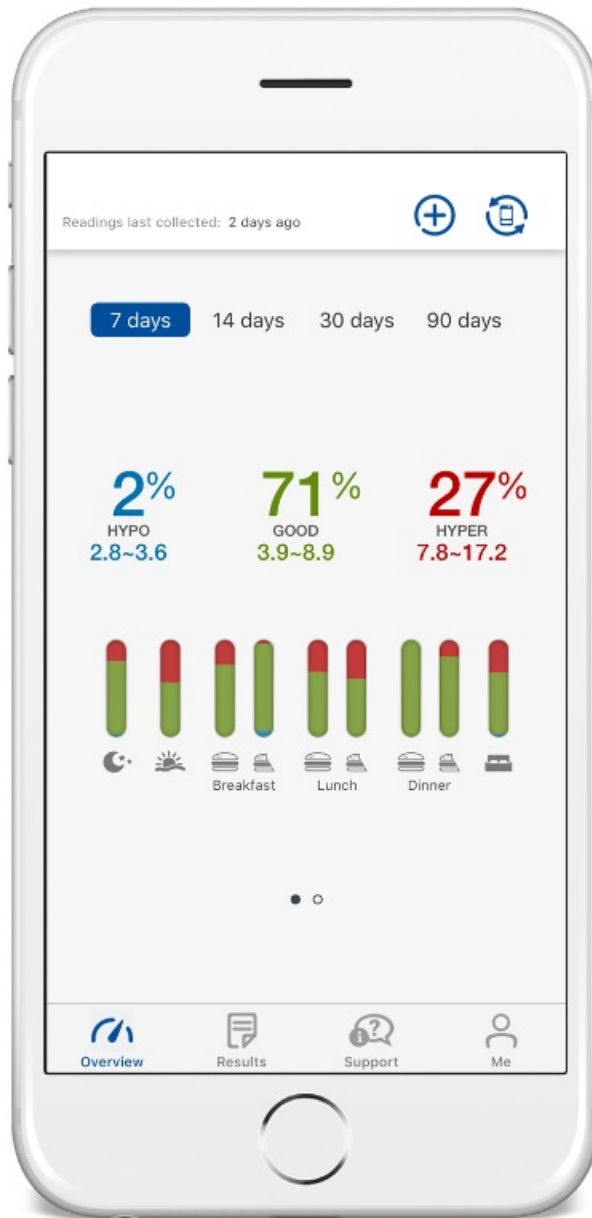 Readings last collected: 2 days ago
7 days 14 days 30 days 90 days
2% 71% 27%
HYPO GOOD HYPER
2.8~3.6 3.9~8.9 7.8~17.2
Breakfast Lunch Dinner
Overview Results Support Me